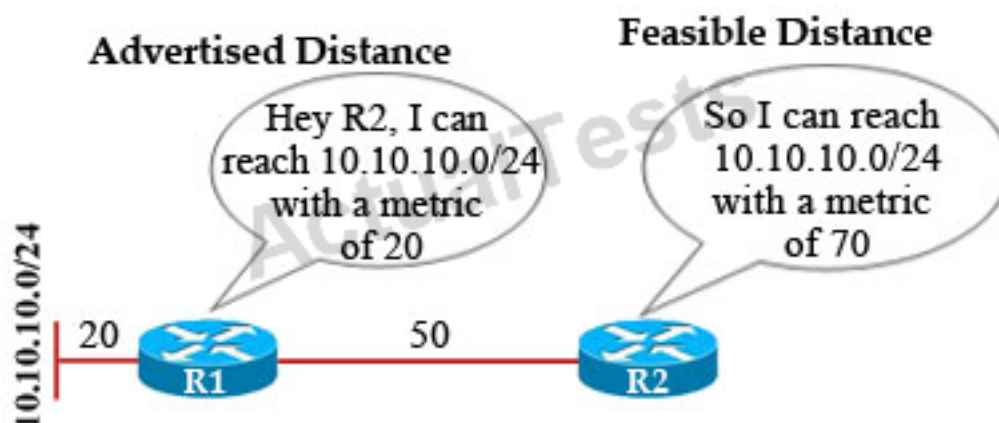 Advertised Distance
Feasible Distance
Hey R2, I can
reach 10.10.10.0/24
with a metric
of 20
So I can reach
10.10.10.0/24
with a metric
of 70
ActualTests
10.10.10.0/24
20
50
R1
R2